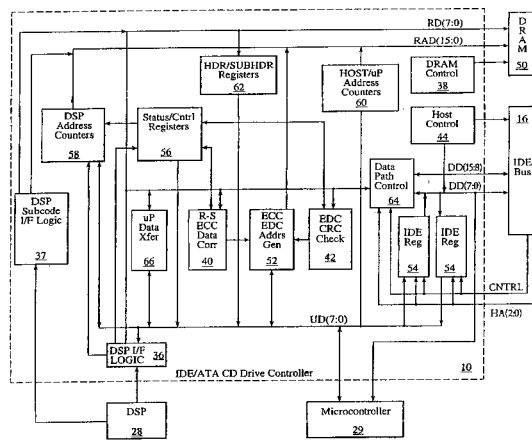 RD(7:0)
RAD(15:0)
DRAM
50
HDR/SUBHDR
Registers
62
HOST/uP
Address
Counters
60
DRAM
Control
38
DSP
Address
Counters
58
Status/Cntrl
Registers
56
Host
Control
44
16
IDE
Bus
Data
Path
Control
64
DD(15:8)
DD(7:0)
DSP
Subcode
I/F Logic
37
uP
Data
Xfer
66
R-S
ECC
Data
Corr
40
ECC
EDC
Addrs
Gen
52
EDC
CRC
Check
42
IDE
Reg
54
IDE
Reg
54
CNTRL
HA(2:0)
UD(7:0)
DSP I/F
LOGIC
36
IDE/ATA CD Drive Controller
10
DSP
28
Microcontroller
29